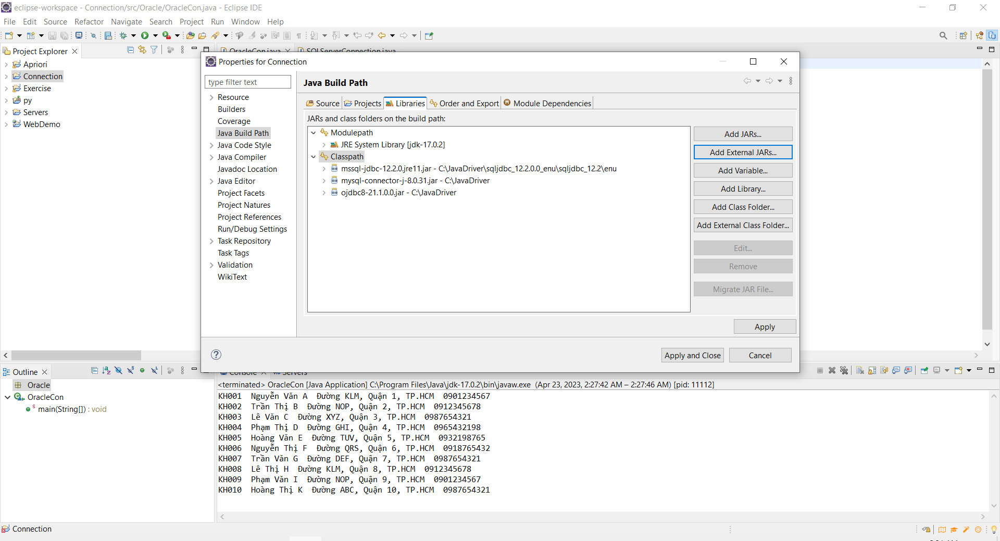 eclipse-workspace - Connection/src/Oracle/OracleCon.java - Eclipse IDE
File Edit Source Refactor Navigate Search Project Run Window Help
Project Explorer
Apriori
Connection
Exercise
py
Servers
WebDemo
OracleCon.java
SQLServerConnection.java
Properties for Connection
type filter text
Resource
Builders
Coverage
Java Build Path
Java Code Style
Java Compiler
Javadoc Location
Java Editor
Project Facets
Project Natures
Project References
Run/Debug Settings
Task Repository
Task Tags
Validation
WikiText
Java Build Path
Source Projects Libraries Order and Export Module Dependencies
JARs and class folders on the build path:
Modulepath
JRE System Library [jdk-17.0.2]
Classpath
mssql-jdbc-12.2.0.jre11.jar - C:\JavaDriver\sqljdbc_12.2.0.0_enu\sqljdbc_12.2\enu
mysql-connector-j-8.0.31.jar - C:\JavaDriver
ojdbc8-21.1.0.0.jar - C:\JavaDriver
Add JARs...
Add External JARs...
Add Variable...
Add Library...
Add Class Folder...
Add External Class Folder...
Edit...
Remove
Migrate JAR File...
Apply
Apply and Close
Cancel
Outline
Oracle
OracleCon
main(String[]) : void
Console
Servers
<terminated> OracleCon [Java Application] C:\Program Files\Java\jdk-17.0.2\bin\javaw.exe (Apr 23, 2023, 2:27:42 AM – 2:27:46 AM) [pid: 11112]
KH001 Nguyễn Văn A Đường KLM, Quận 1, TP.HCM 0901234567
KH002 Trần Thị B Đường NOP, Quận 2, TP.HCM 0912345678
KH003 Lê Văn C Đường XYZ, Quận 3, TP.HCM 0987654321
KH004 Phạm Thị D Đường GHI, Quận 4, TP.HCM 0965432198
KH005 Hoàng Văn E Đường TUV, Quận 5, TP.HCM 0932198765
KH006 Nguyễn Thị F Đường QRS, Quận 6, TP.HCM 0918765432
KH007 Trần Văn G Đường DEF, Quận 7, TP.HCM 0987654321
KH008 Lê Thị H Đường KLM, Quận 8, TP.HCM 0912345678
KH009 Phạm Văn I Đường NOP, Quận 9, TP.HCM 0901234567
KH010 Hoàng Thị K Đường ABC, Quận 10, TP.HCM 0987654321
Connection